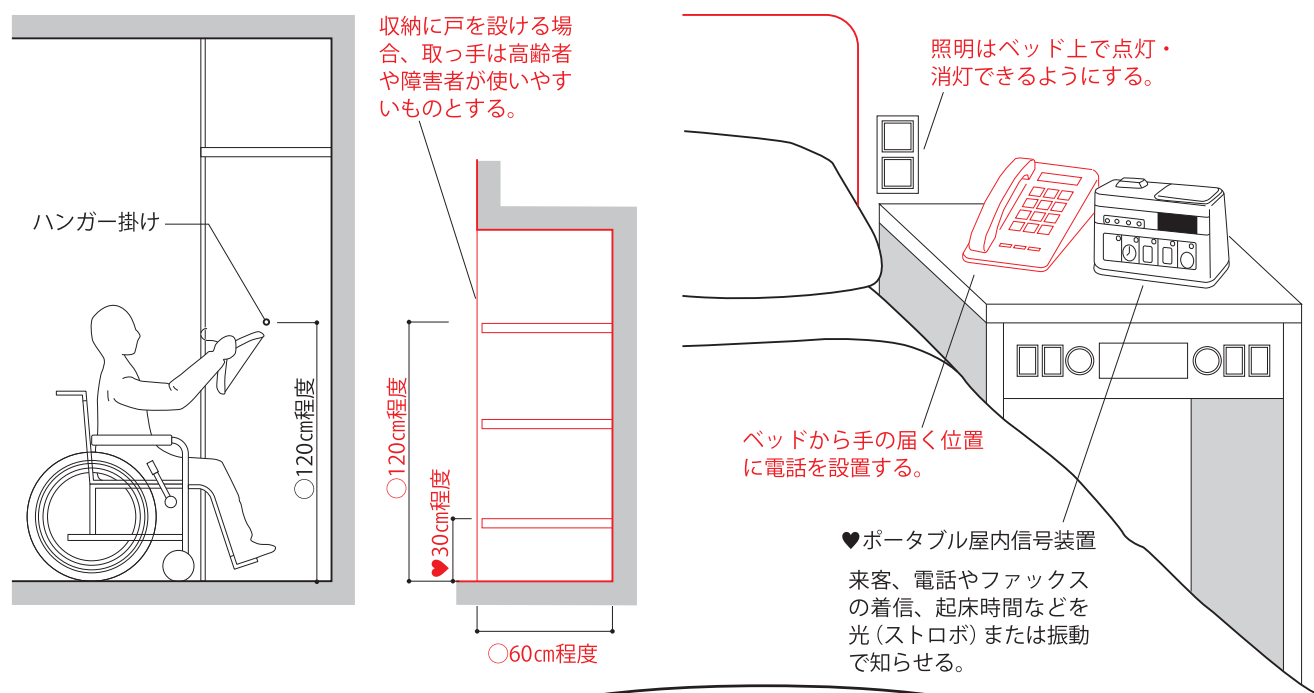 収納に戸を設ける場
合、取っ手は高齢者
や障害者が使いやす
いものとする。
ハンガー掛け
○120cm程度
○120cm程度
♥30cm程度
○60cm程度
照明はベッド上で点灯・
消灯できるようにする。
ベッドから手の届く位置
に電話を設置する。
♥ポータブル屋内信号装置
来客、電話やファックス
の着信、起床時間などを
光（ストロボ）または振動
で知らせる。